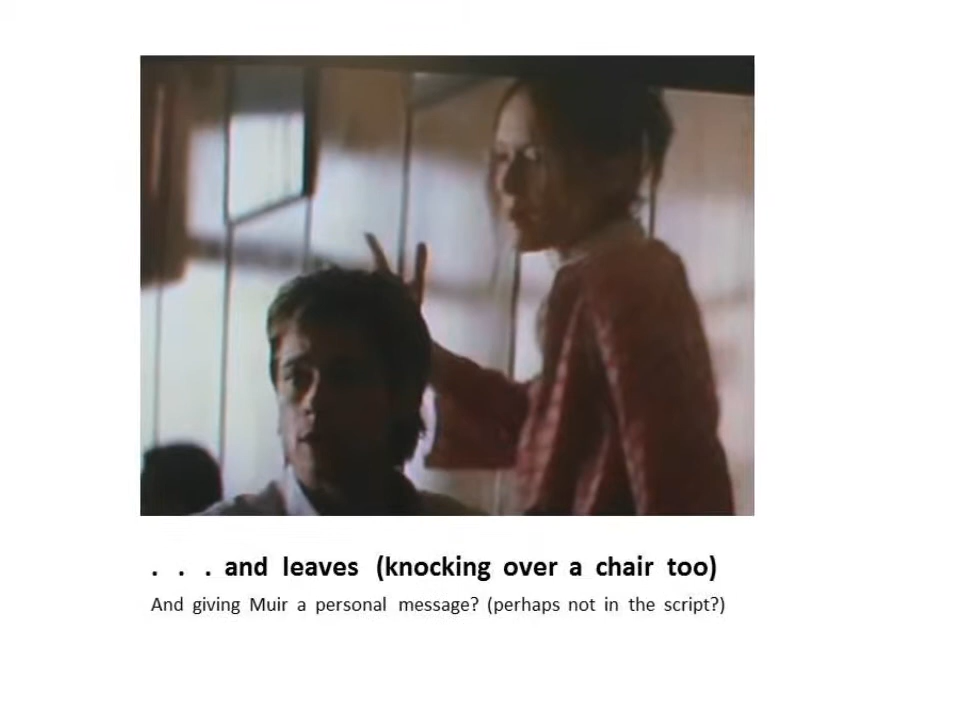 . . . and leaves (knocking over a chair too)
And giving Muir a personal message? (perhaps not in the script?)